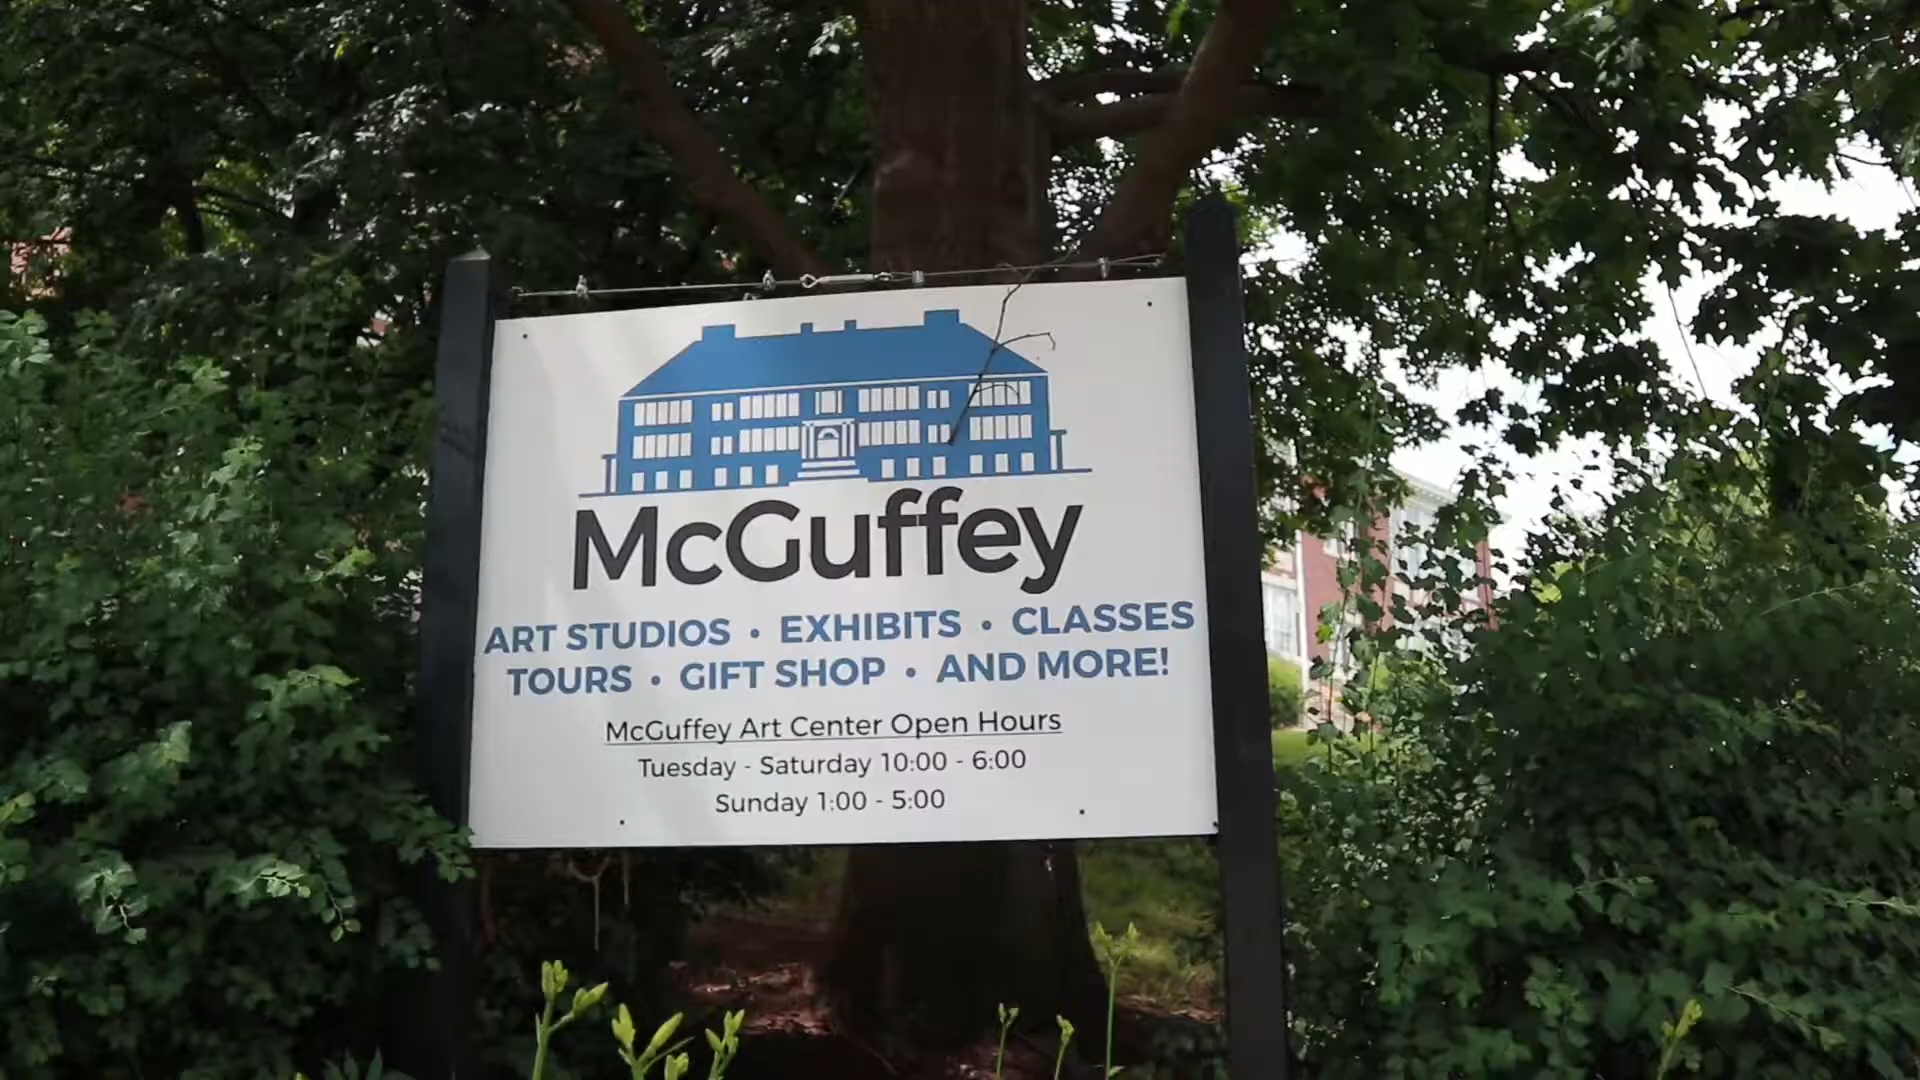 McGuffey
ART STUDIOS • EXHIBITS • CLASSES
TOURS • GIFT SHOP • AND MORE!
McGuffey Art Center Open Hours
Tuesday - Saturday 10:00 - 6:00
Sunday 1:00 - 5:00